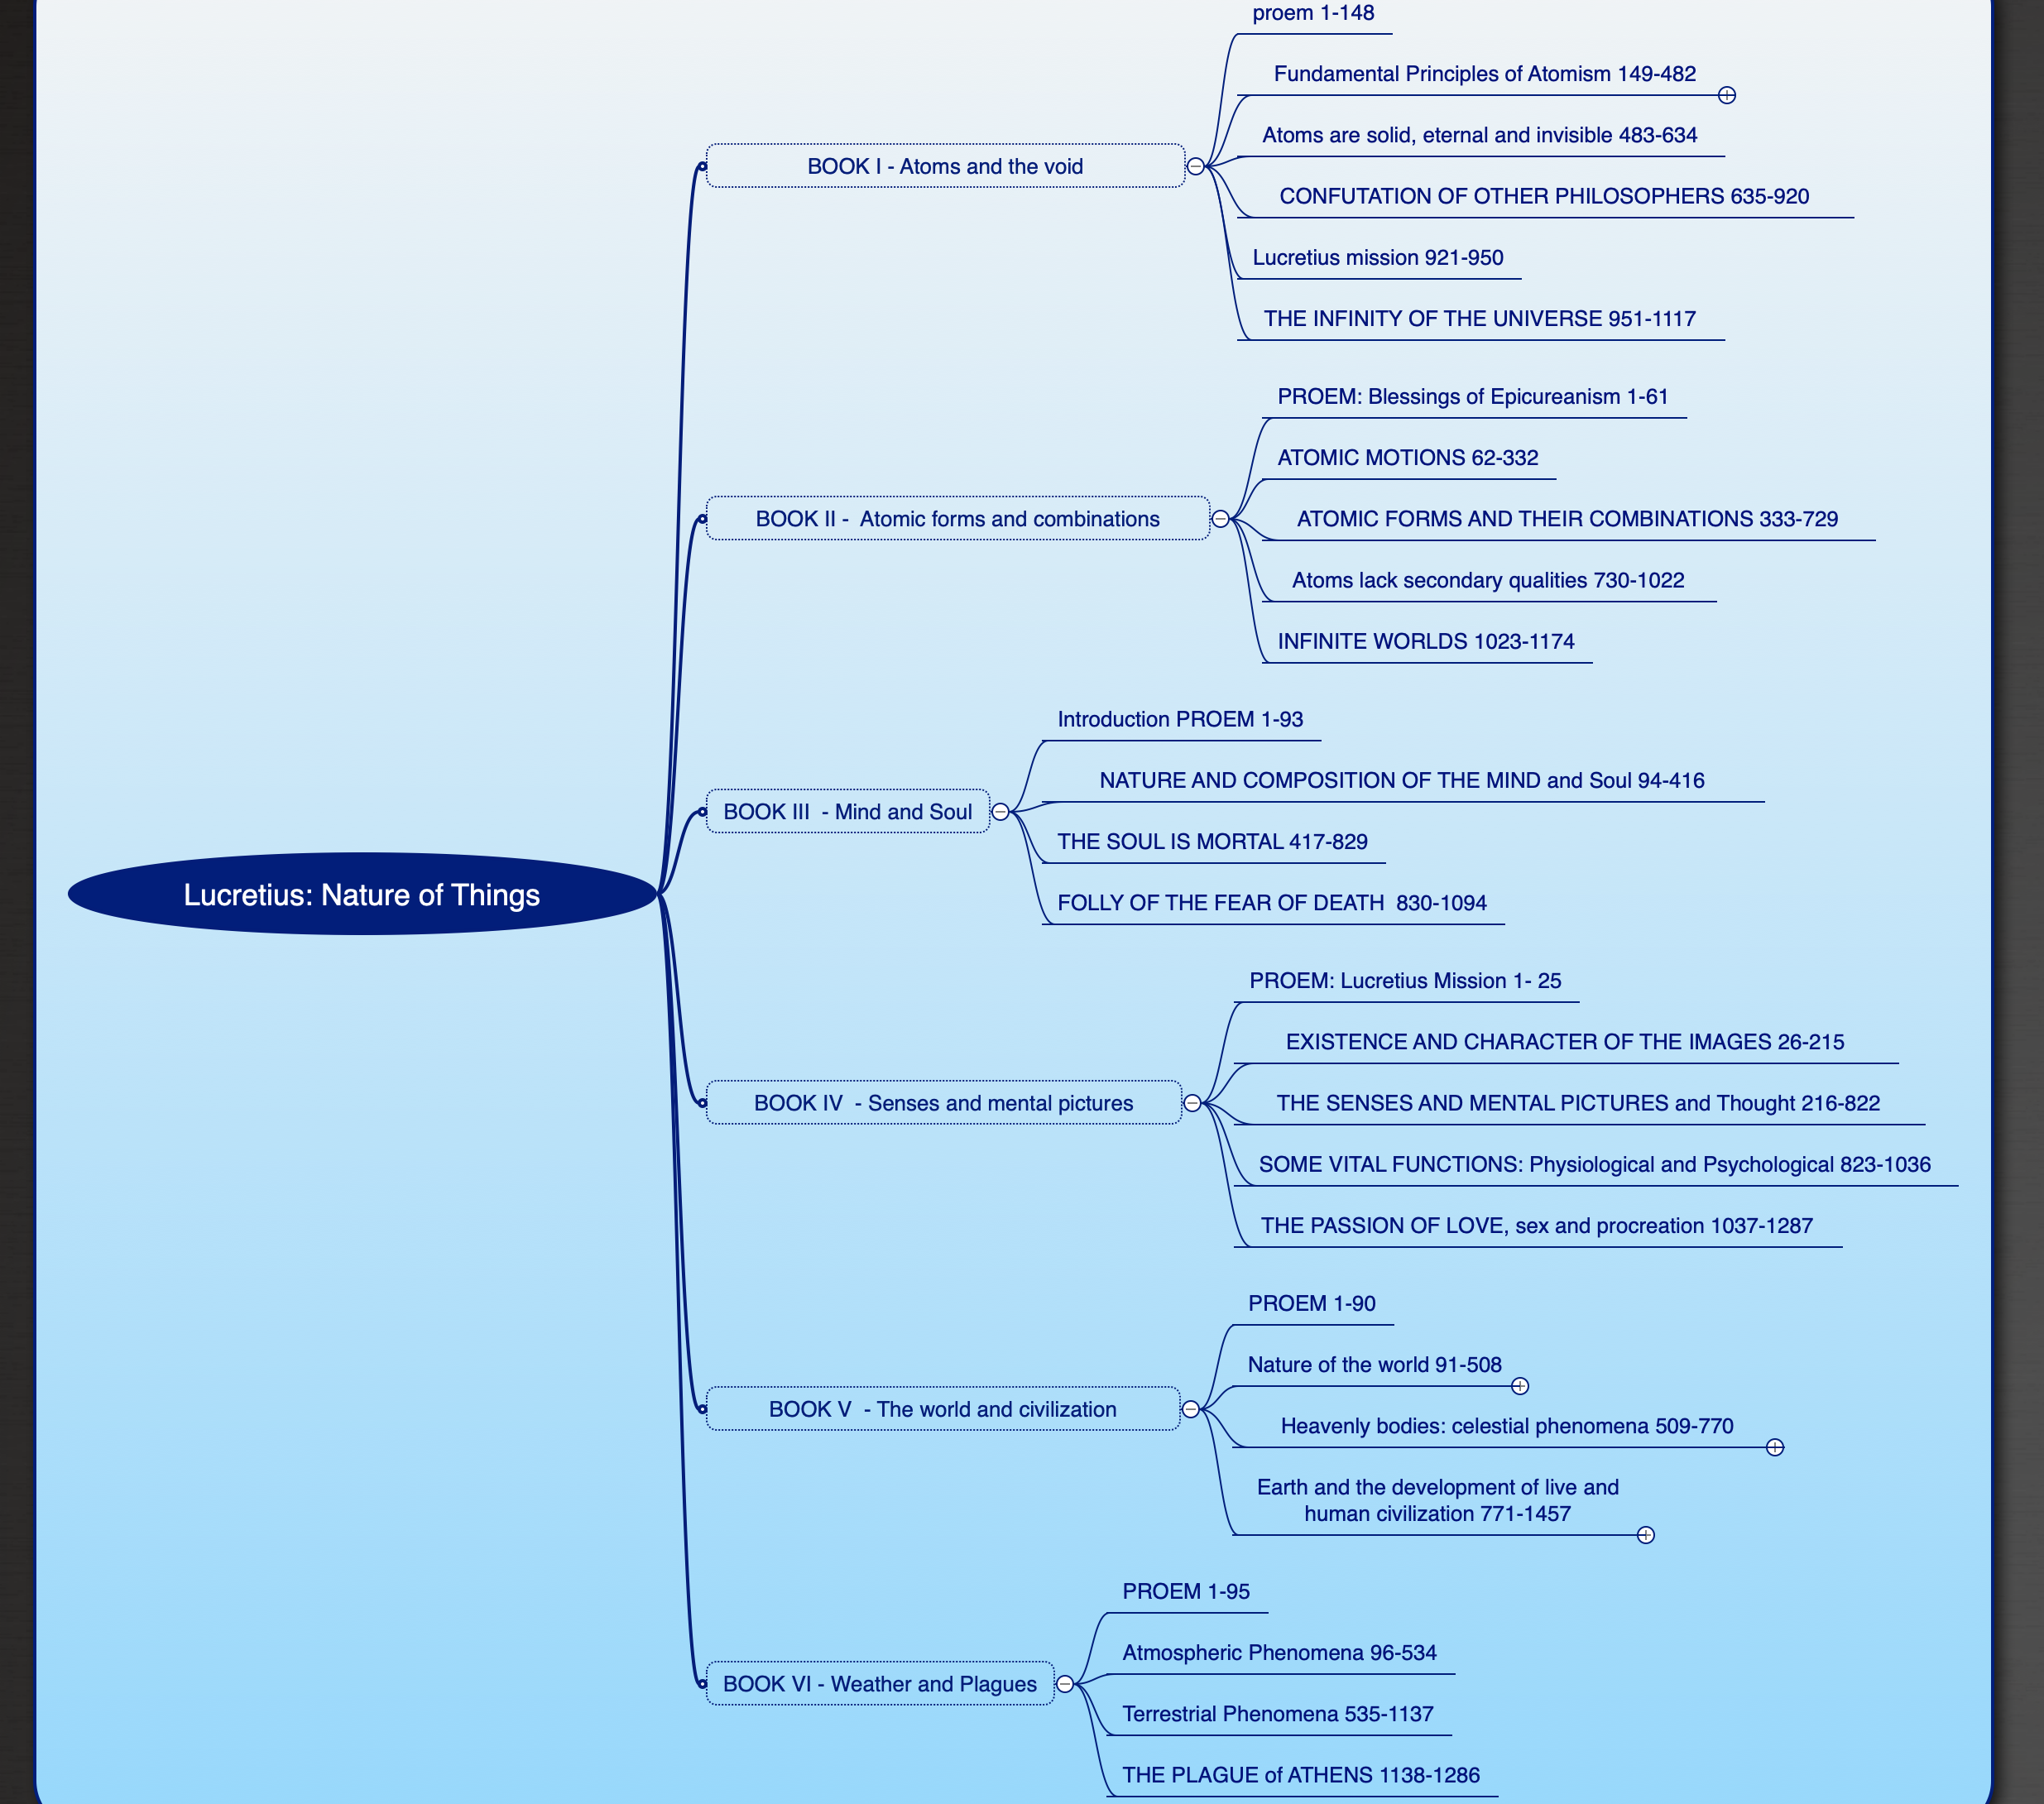 Lucretius: Nature of Things
BOOK I - Atoms and the void
proem 1-148
Fundamental Principles of Atomism 149-482
Atoms are solid, eternal and invisible 483-634
CONFUTATION OF OTHER PHILOSOPHERS 635-920
Lucretius mission 921-950
THE INFINITY OF THE UNIVERSE 951-1117
BOOK II -  Atomic forms and combinations
PROEM: Blessings of Epicureanism 1-61
ATOMIC MOTIONS 62-332
ATOMIC FORMS AND THEIR COMBINATIONS 333-729
Atoms lack secondary qualities 730-1022
INFINITE WORLDS 1023-1174
BOOK III  - Mind and Soul
Introduction PROEM 1-93
NATURE AND COMPOSITION OF THE MIND and Soul 94-416
THE SOUL IS MORTAL 417-829
FOLLY OF THE FEAR OF DEATH  830-1094
BOOK IV  - Senses and mental pictures
PROEM: Lucretius Mission 1- 25
EXISTENCE AND CHARACTER OF THE IMAGES 26-215
THE SENSES AND MENTAL PICTURES and Thought 216-822
SOME VITAL FUNCTIONS: Physiological and Psychological 823-1036
THE PASSION OF LOVE, sex and procreation 1037-1287
BOOK V  - The world and civilization
PROEM 1-90
Nature of the world 91-508
Heavenly bodies: celestial phenomena 509-770
Earth and the development of live and
human civilization 771-1457
BOOK VI - Weather and Plagues
PROEM 1-95
Atmospheric Phenomena 96-534
Terrestrial Phenomena 535-1137
THE PLAGUE of ATHENS 1138-1286